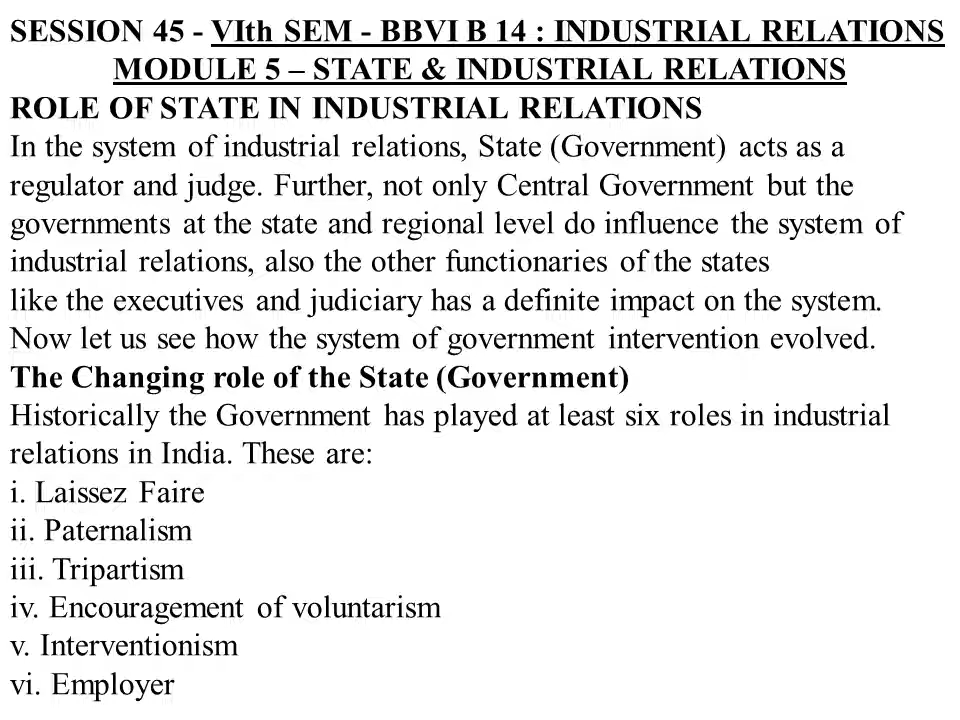 SESSION 45 - VIth SEM - BBVI B 14 : INDUSTRIAL RELATIONS
MODULE 5 – STATE & INDUSTRIAL RELATIONS
ROLE OF STATE IN INDUSTRIAL RELATIONS
In the system of industrial relations, State (Government) acts as a
regulator and judge. Further, not only Central Government but the
governments at the state and regional level do influence the system of
industrial relations, also the other functionaries of the states
like the executives and judiciary has a definite impact on the system.
Now let us see how the system of government intervention evolved.
The Changing role of the State (Government)
Historically the Government has played at least six roles in industrial
relations in India. These are:
i. Laissez Faire
ii. Paternalism
iii. Tripartism
iv. Encouragement of voluntarism
v. Interventionism
vi. Employer